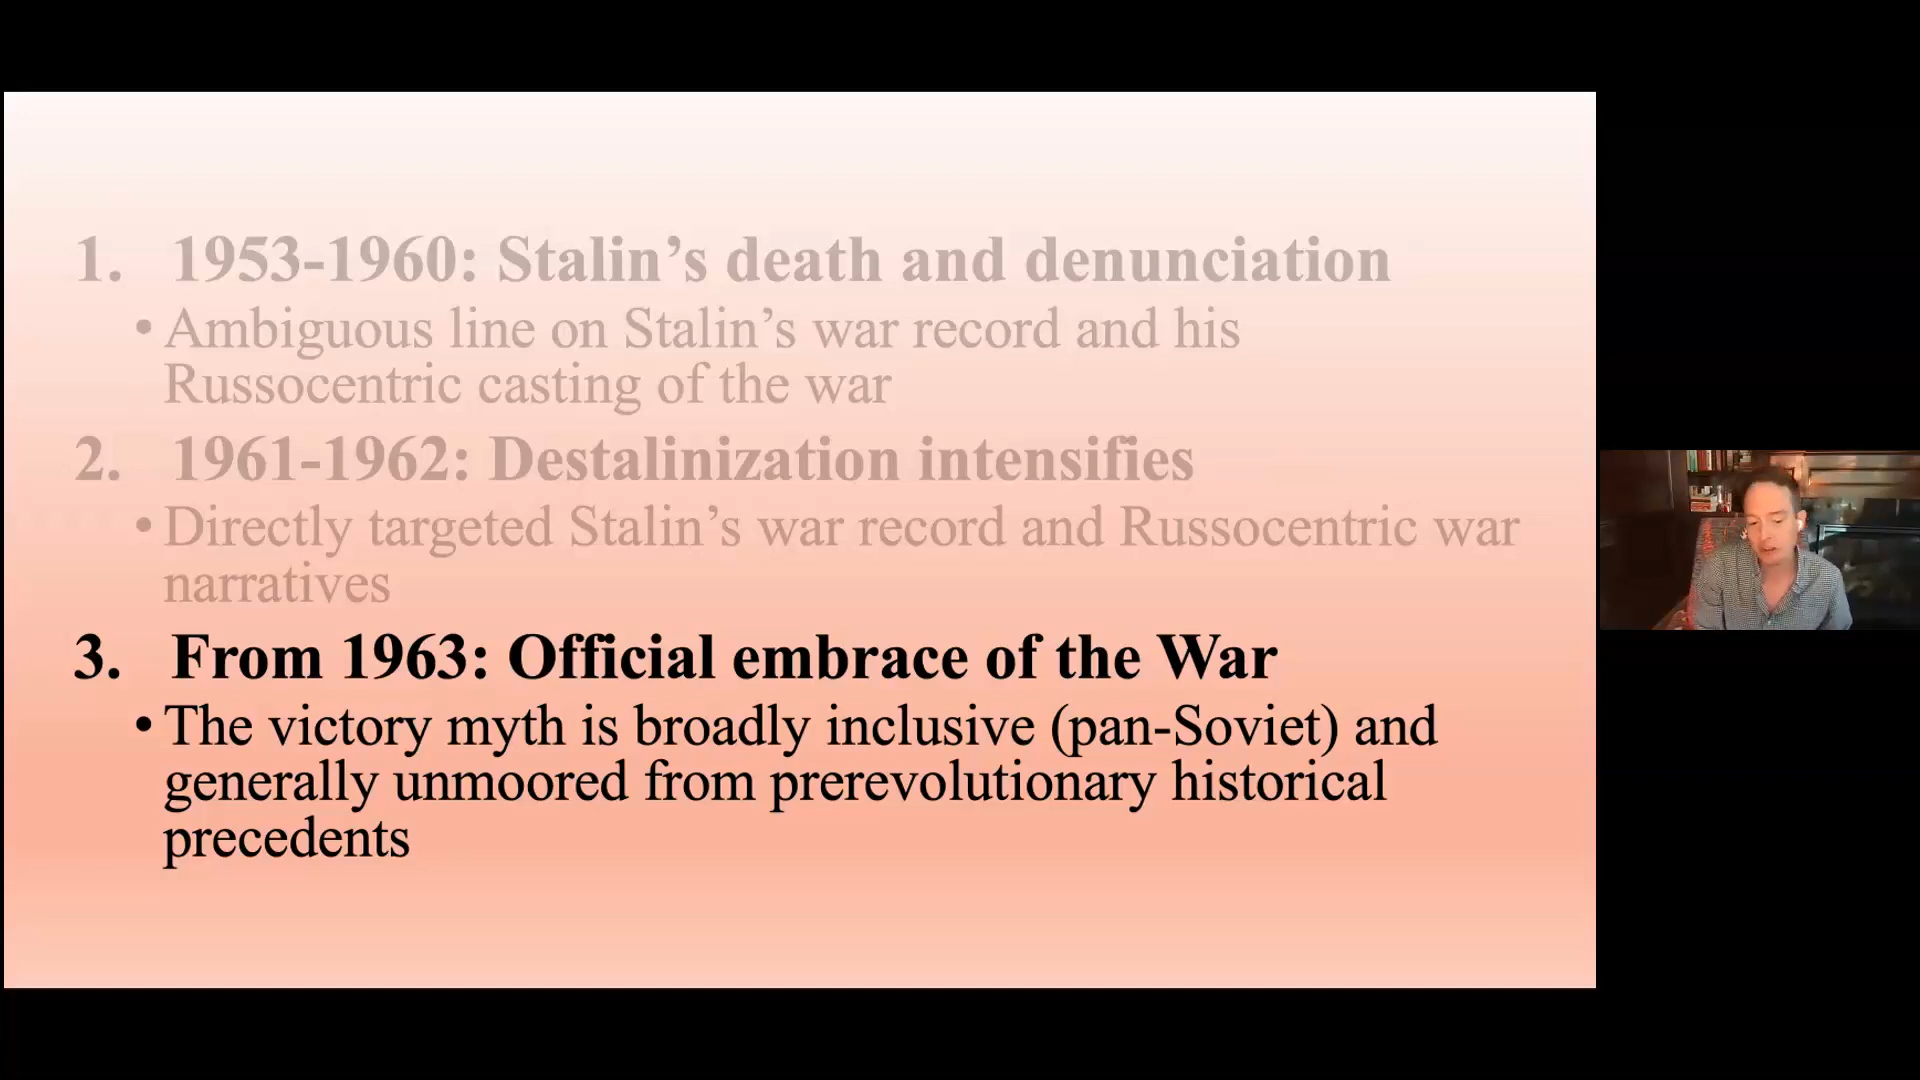 1. 1953-1960: Stalin’s death and denunciation
• Ambiguous line on Stalin’s war record and his
Russocentric casting of the war
2. 1961-1962: Destalinization intensifies
• Directly targeted Stalin’s war record and Russocentric war
narratives
3. From 1963: Official embrace of the War
• The victory myth is broadly inclusive (pan-Soviet) and
generally unmoored from prerevolutionary historical
precedents